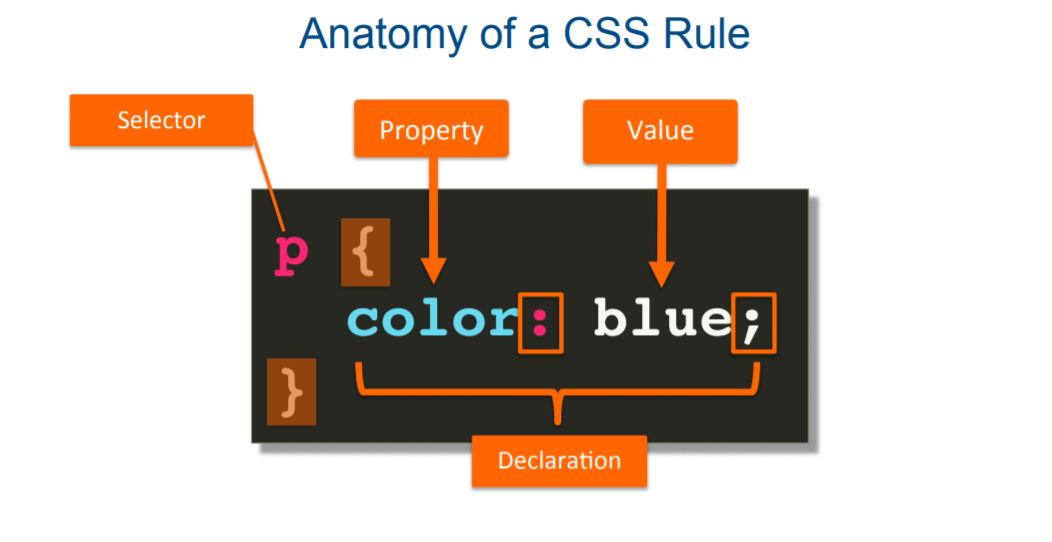 Anatomy of a CSS Rule
Selector
Property
Value
p {
color: blue;
}
Declaration